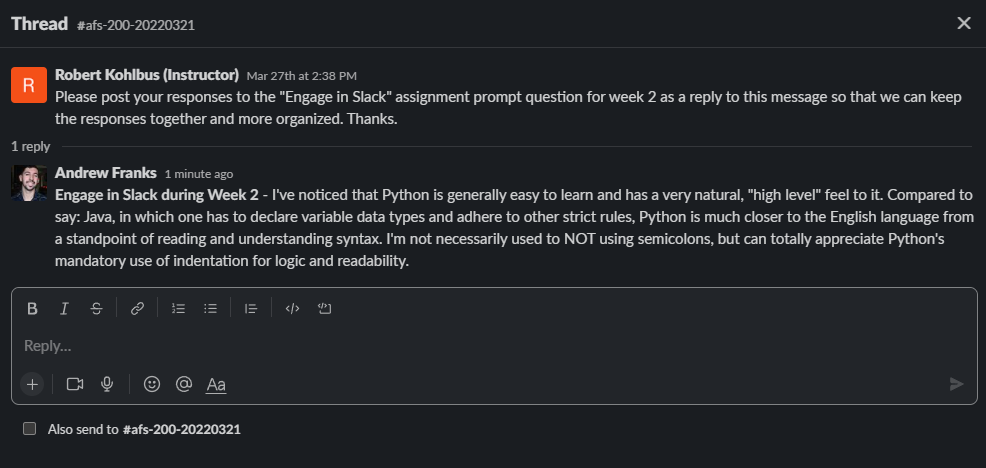 Thread #afs-200-20220321
R
Robert Kohlbus (Instructor) Mar 27th at 2:38 PM
Please post your responses to the "Engage in Slack" assignment prompt question for week 2 as a reply to this message so that we can keep
the responses together and more organized. Thanks.
1 reply
Andrew Franks 1 minute ago
Engage in Slack during Week 2 - I've noticed that Python is generally easy to learn and has a very natural, "high level" feel to it. Compared to
say: Java, in which one has to declare variable data types and adhere to other strict rules, Python is much closer to the English language from
a standpoint of reading and understanding syntax. I'm not necessarily used to NOT using semicolons, but can totally appreciate Python's
mandatory use of indentation for logic and readability.
B I S
Reply...
Aa
Also send to #afs-200-20220321